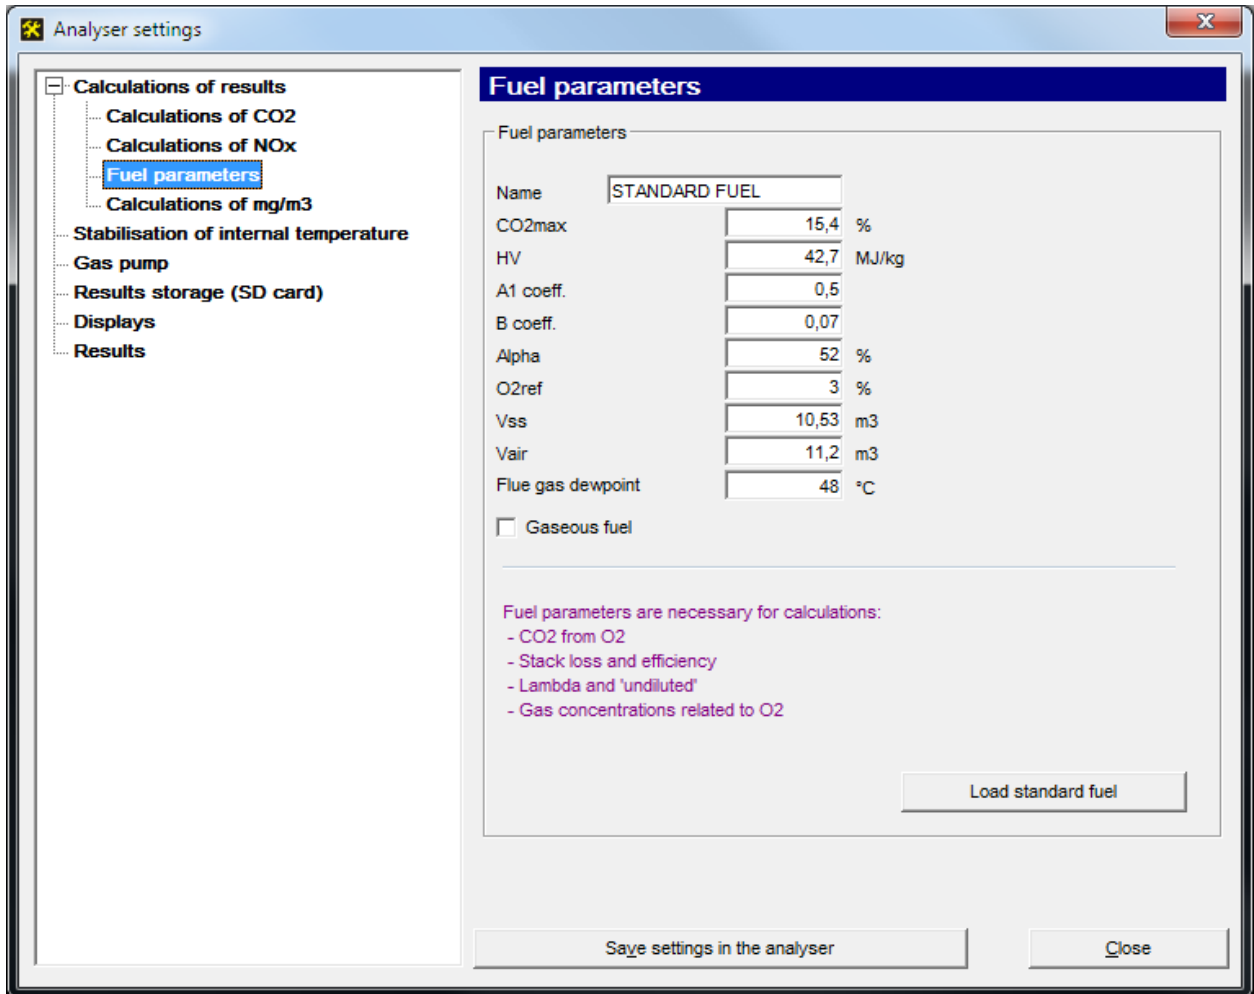 Analyser settings
Calculations of results
Calculations of CO2
Calculations of NOx
Fuel parameters
Calculations of mg/m3
Stabilisation of internal temperature
Gas pump
Results storage (SD card)
Displays
Results
Fuel parameters
Fuel parameters
Name STANDARD FUEL
CO2max 15,4 %
HV 42,7 MJ/kg
A1 coeff. 0,5
B coeff. 0,07
Alpha 52 %
O2ref 3 %
Vss 10,53 m3
Vair 11,2 m3
Flue gas dewpoint 48 °C
Gaseous fuel
Fuel parameters are necessary for calculations:
- CO2 from O2
- Stack loss and efficiency
- Lambda and 'undiluted'
- Gas concentrations related to O2
Load standard fuel
Save settings in the analyser
Close